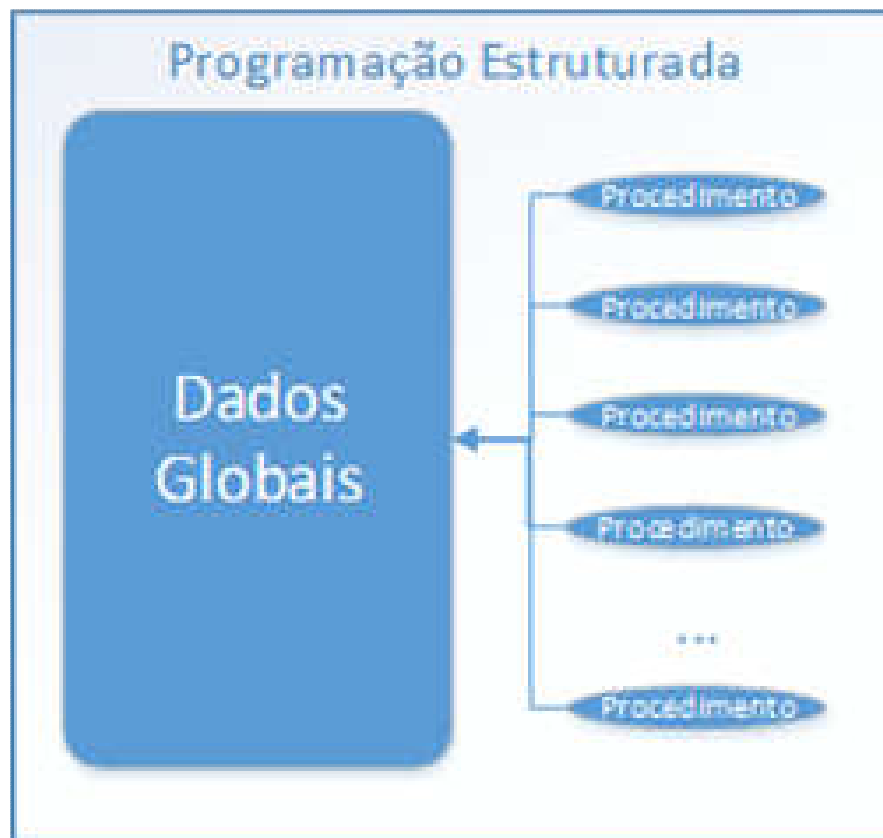 Programação Estruturada
Dados
Globais
Procedimento
Procedimento
Procedimento
Procedimento
...
Procedimento